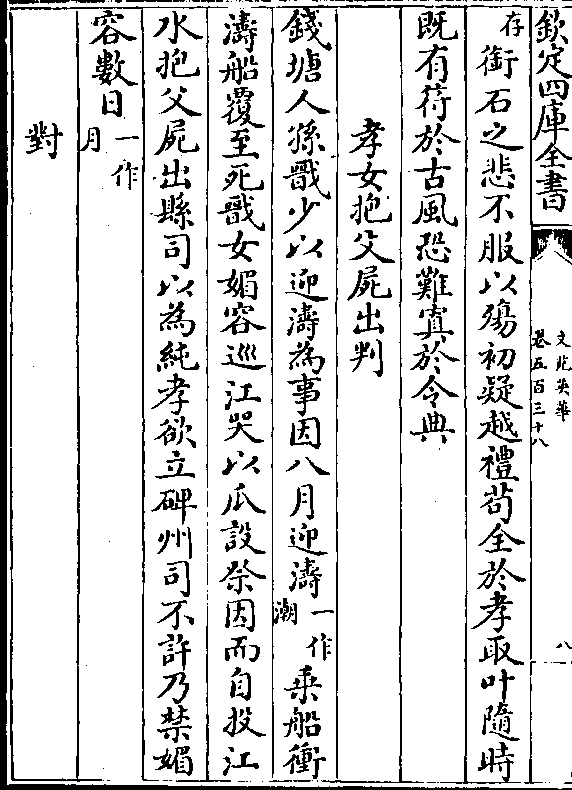 欽定四庫全書
文苑英華
卷五百三十八
八
存
銜石之悲不服以殤初疑越禮苟全於孝取叶隨時
既有荷於古風恐難寘於令典
孝女抱父屍出判
錢塘人孫戬少以迎濤為事因八月迎濤一作潮乗船衝
濤船覆至死戬女媚容巡江哭以瓜設祭因而自投江
水抱父屍出縣司以為純孝欲立碑州司不許乃禁媚
容數日一作月
對